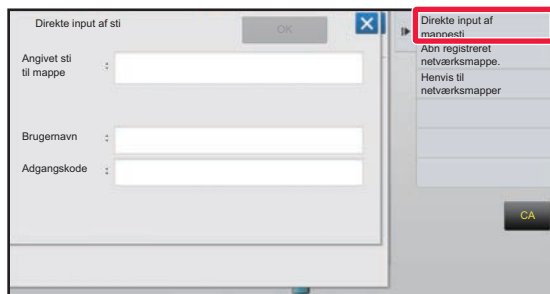 Direkte input af sti
OK
Angivet sti
til mappe :
Brugernavn :
Adgangskode :
Direkte input af
mappesti
Åbn registreret
netværksmappe.
Henvis til
netværksmapper
CA